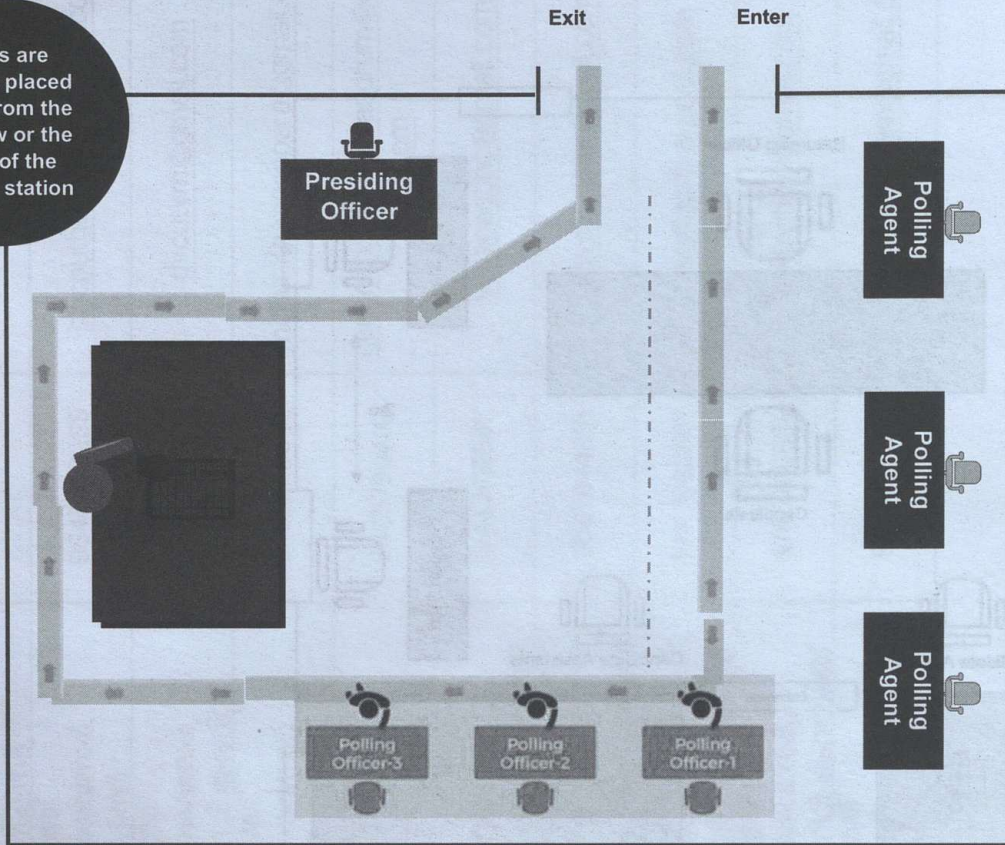 Exit
Enter
s are
placed
from the
w or the
of the
station
Presiding
Officer
Polling
Agent
Polling
Agent
Polling
Agent
Polling
Officer-3
Polling
Officer-2
Polling
Officer-1